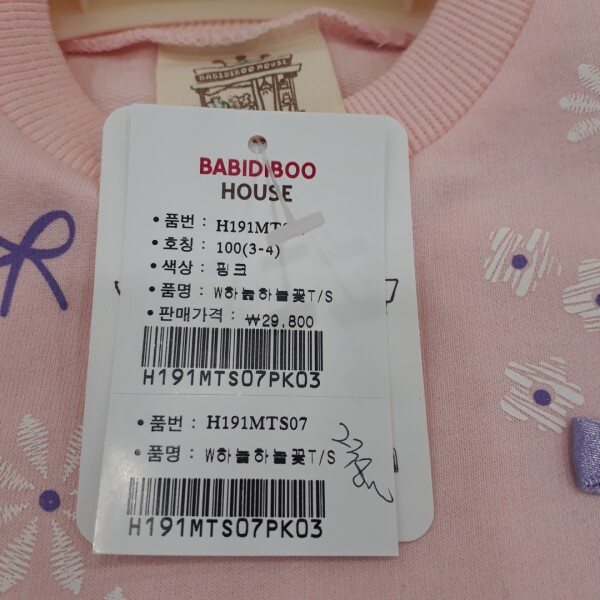 BABIDIBOO HOUSE
BABIDIBOO
HOUSE
• 품번 : H191MTS
• 호칭 : 100(3-4)
• 색상 : 핑크
• 품명 : W하늘하늘꽃T/S
• 판매가격 : ₩29,800
H191MTS07PK03
• 품번 : H191MTS07
• 품명 : W하늘하늘꽃T/S
H191MTS07PK03